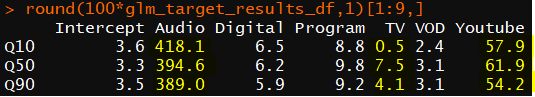 > round(100*glm_target_results_df,1)[1:9,]
Intercept Audio Digital Program TV VOD Youtube
Q10 3.6 418.1 6.5 8.8 0.5 2.4 57.9
Q50 3.3 394.6 6.2 9.8 7.5 3.1 61.9
Q90 3.5 389.0 5.9 9.2 4.1 3.1 54.2